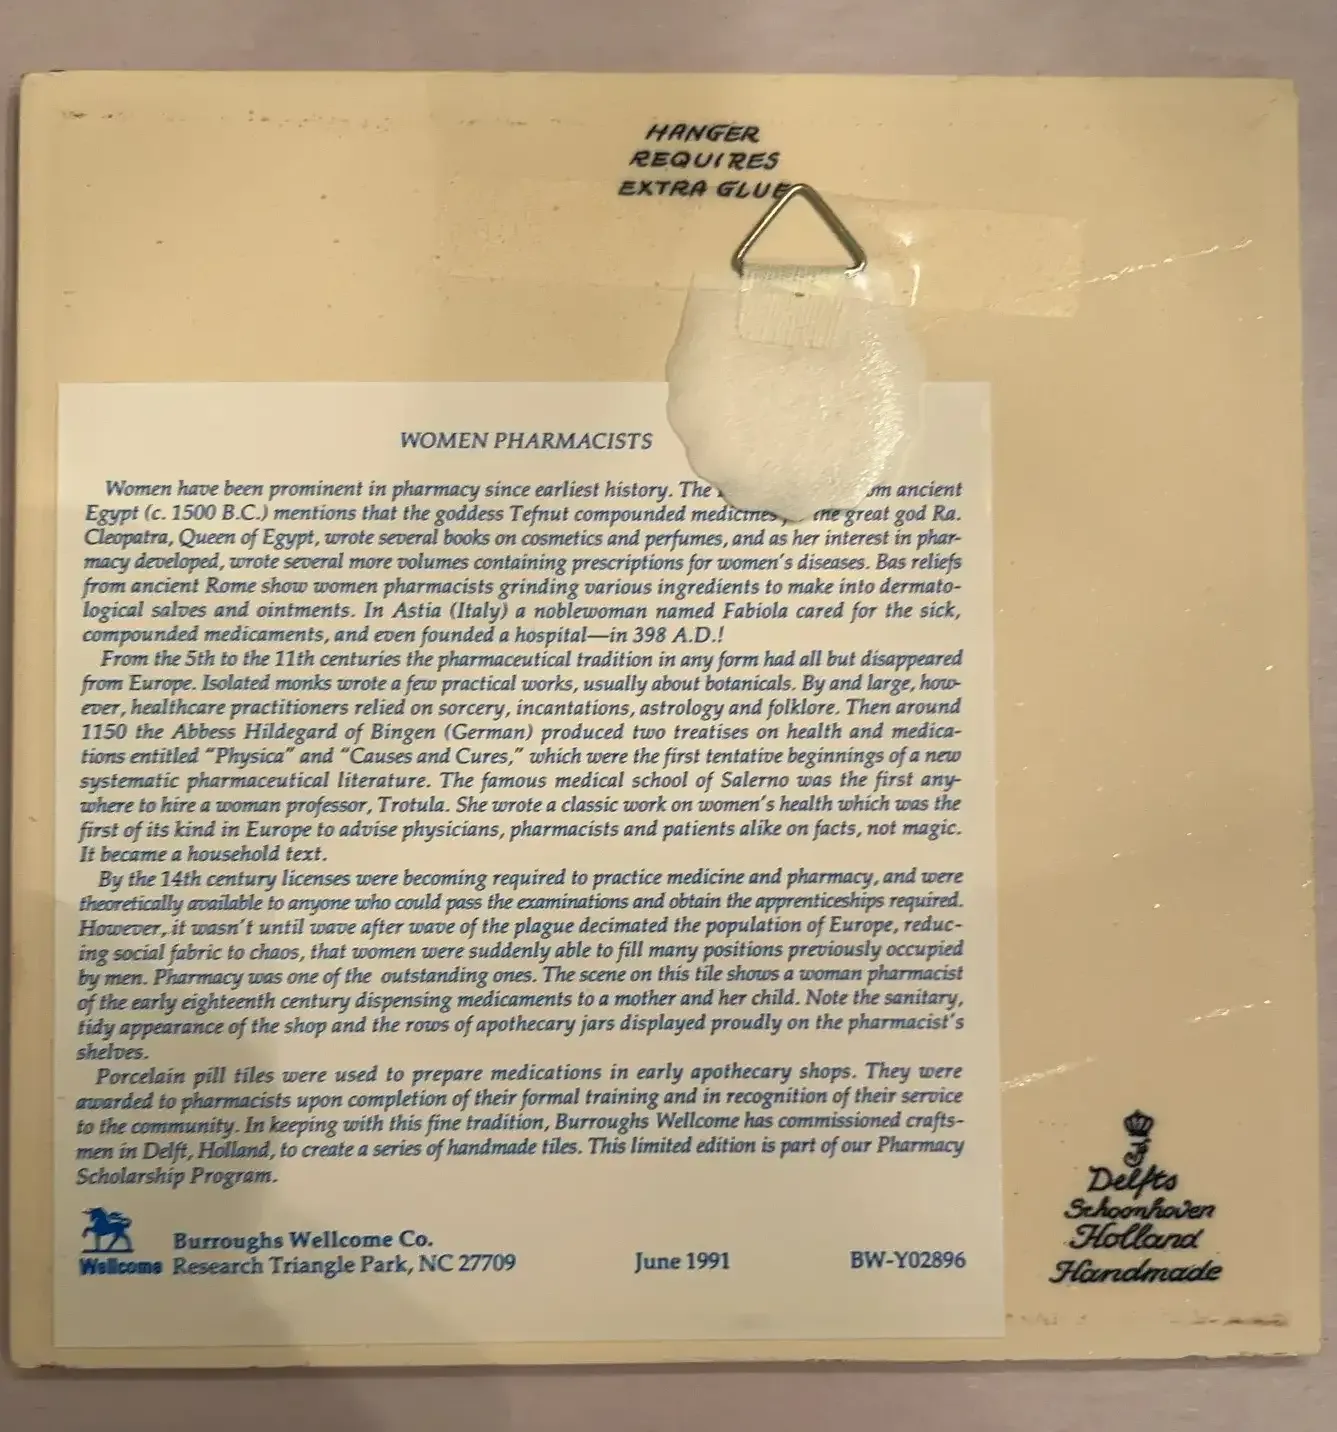 HANGER
REQUIRES
EXTRA GLUE
WOMEN PHARMACISTS
Women have been prominent in pharmacy since earliest history. The ancient
Egypt (c. 1500 B.C.) mentions that the goddess Tefnut compounded medicines the great god Ra.
Cleopatra, Queen of Egypt, wrote several books on cosmetics and perfumes, and as her interest in phar-
macy developed, wrote several more volumes containing prescriptions for women's diseases. Bas reliefs
from ancient Rome show women pharmacists grinding various ingredients to make into dermato-
logical salves and ointments. In Astia (Italy) a noblewoman named Fabiola cared for the sick,
compounded medicaments, and even founded a hospital—in 398 A.D.!
From the 5th to the 11th centuries the pharmaceutical tradition in any form had all but disappeared
from Europe. Isolated monks wrote a few practical works, usually about botanicals. By and large, how-
ever, healthcare practitioners relied on sorcery, incantations, astrology and folklore. Then around
1150 the Abbess Hildegard of Bingen (German) produced two treatises on health and medica-
tions entitled "Physica" and "Causes and Cures," which were the first tentative beginnings of a new
systematic pharmaceutical literature. The famous medical school of Salerno was the first any-
where to hire a woman professor, Trotula. She wrote a classic work on women's health which was the
first of its kind in Europe to advise physicians, pharmacists and patients alike on facts, not magic.
It became a household text.
By the 14th century licenses were becoming required to practice medicine and pharmacy, and were
theoretically available to anyone who could pass the examinations and obtain the apprenticeships required.
However, it wasn't until wave after wave of the plague decimated the population of Europe, reduc-
ing social fabric to chaos, that women were suddenly able to fill many positions previously occupied
by men. Pharmacy was one of the outstanding ones. The scene on this tile shows a woman pharmacist
of the early eighteenth century dispensing medicaments to a mother and her child. Note the sanitary,
tidy appearance of the shop and the rows of apothecary jars displayed proudly on the pharmacist's
shelves.
Porcelain pill tiles were used to prepare medications in early apothecary shops. They were
awarded to pharmacists upon completion of their formal training and in recognition of their service
to the community. In keeping with this fine tradition, Burroughs Wellcome has commissioned crafts-
men in Delft, Holland, to create a series of handmade tiles. This limited edition is part of our Pharmacy
Scholarship Program.
Burroughs Wellcome Co.
Wellcome Research Triangle Park, NC 27709 June 1991 BW-Y02896
Delfts
Schoonhoven
Holland
Handmade